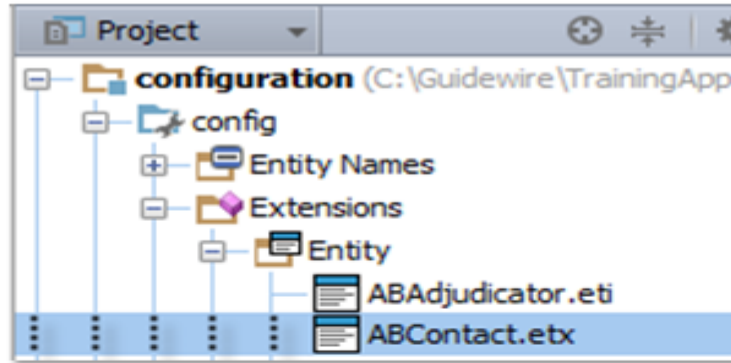 Project
configuration (C:\Guidewire\TrainingApp
config
Entity Names
Extensions
Entity
ABAdjudicator.eti
ABContact.etx